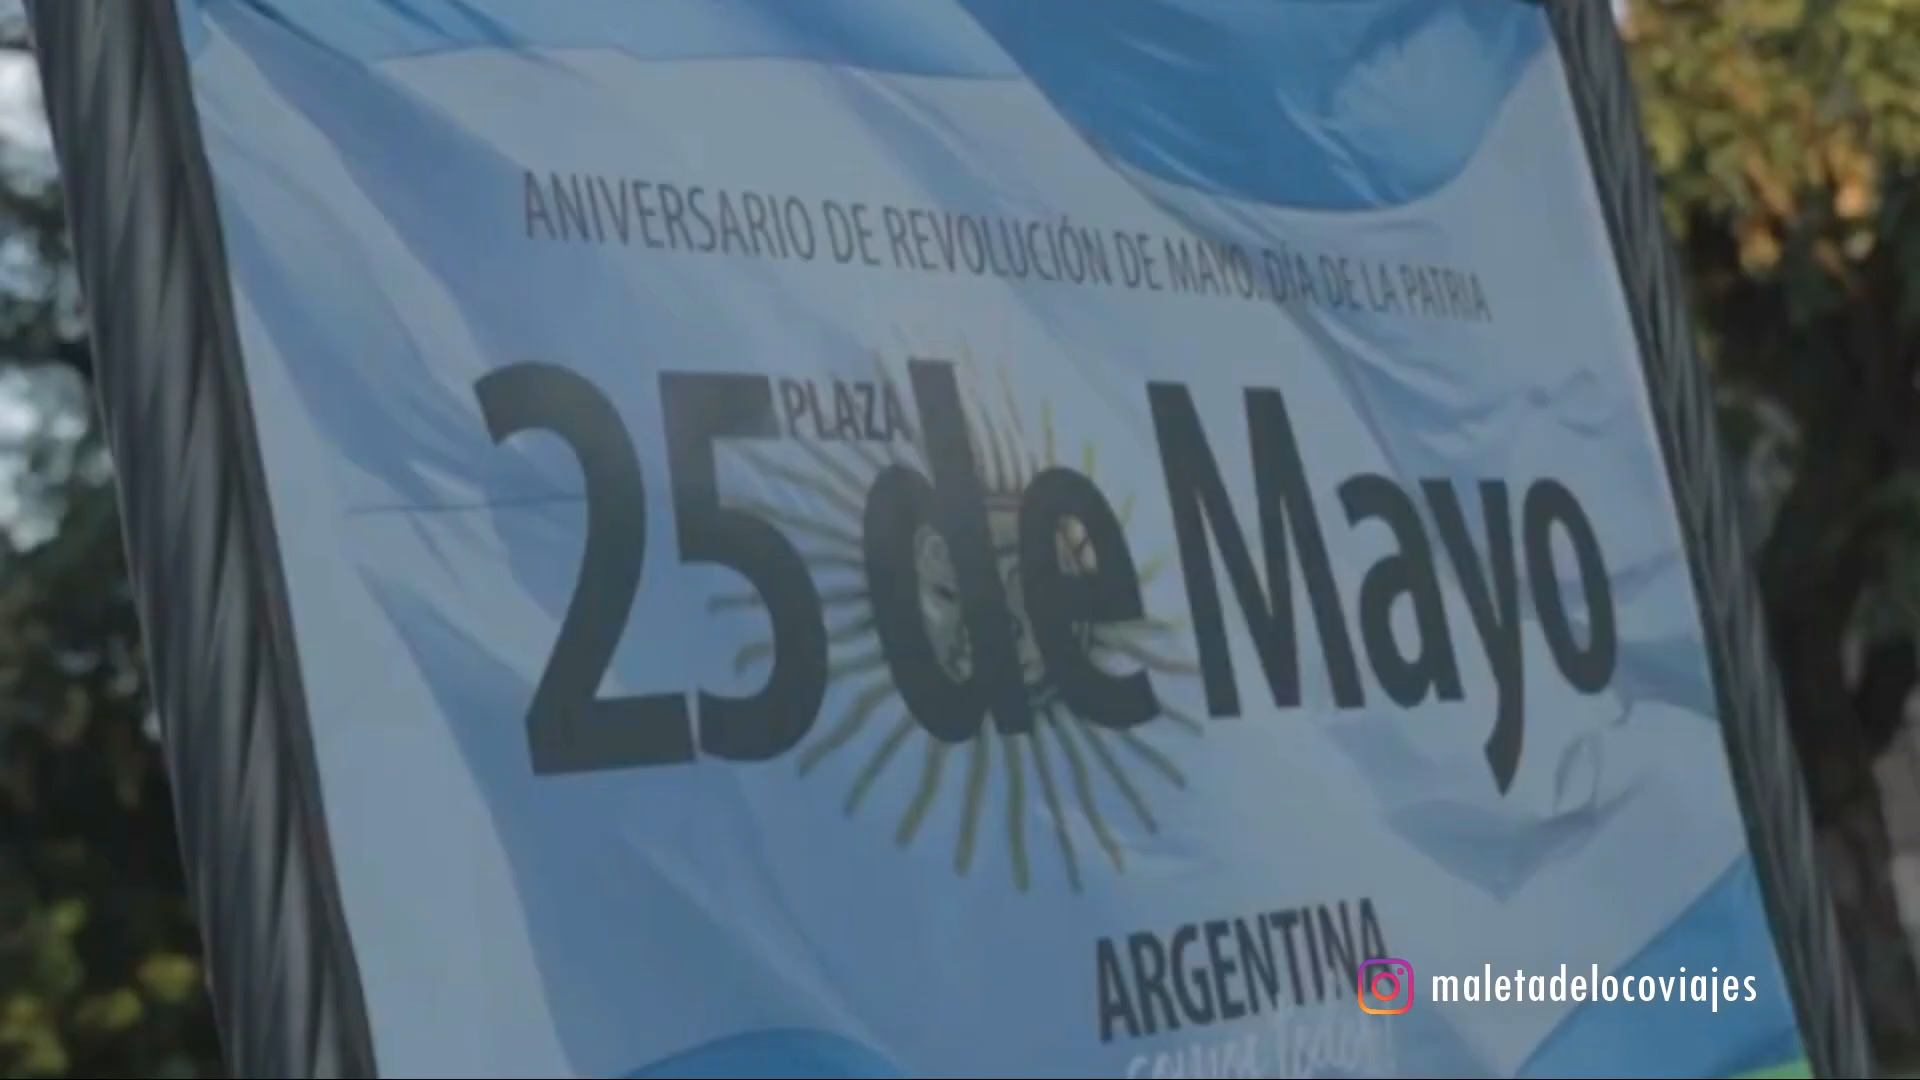 ANIVERSARIO DE REVOLUCIÓN DE MAYO. DÍA DE LA PATRIA
PLAZA
25 de Mayo
ARGENTINA
maletadelocoviajes